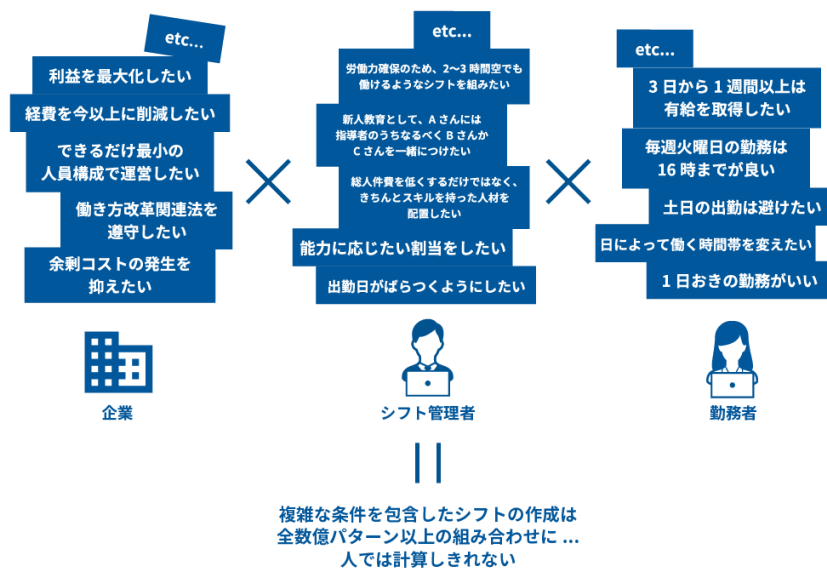 etc...
利益を最大化したい
経費を今以上に削減したい
できるだけ最小の
人員構成で運営したい
働き方改革関連法を
遵守したい
余剰コストの発生を
抑えたい
企業
etc...
労働力確保のため、2〜3時間空でも
働けるようなシフトを組みたい
新人教育として、Aさんには
指導者のうちなるべくBさんか
Cさんを一緒につけたい
総人件費を低くするだけではなく、
きちんとスキルを持った人材を
配置したい
能力に応じたい割当をしたい
出勤日がばらつくようにしたい
シフト管理者
etc...
3日から1週間以上は
有給を取得したい
毎週火曜日の勤務は
16時までが良い
土日の出勤は避けたい
日によって働く時間帯を変えたい
1日おきの勤務がいい
勤務者
複雑な条件を包含したシフトの作成は
全数億パターン以上の組み合わせに...
人では計算しきれない